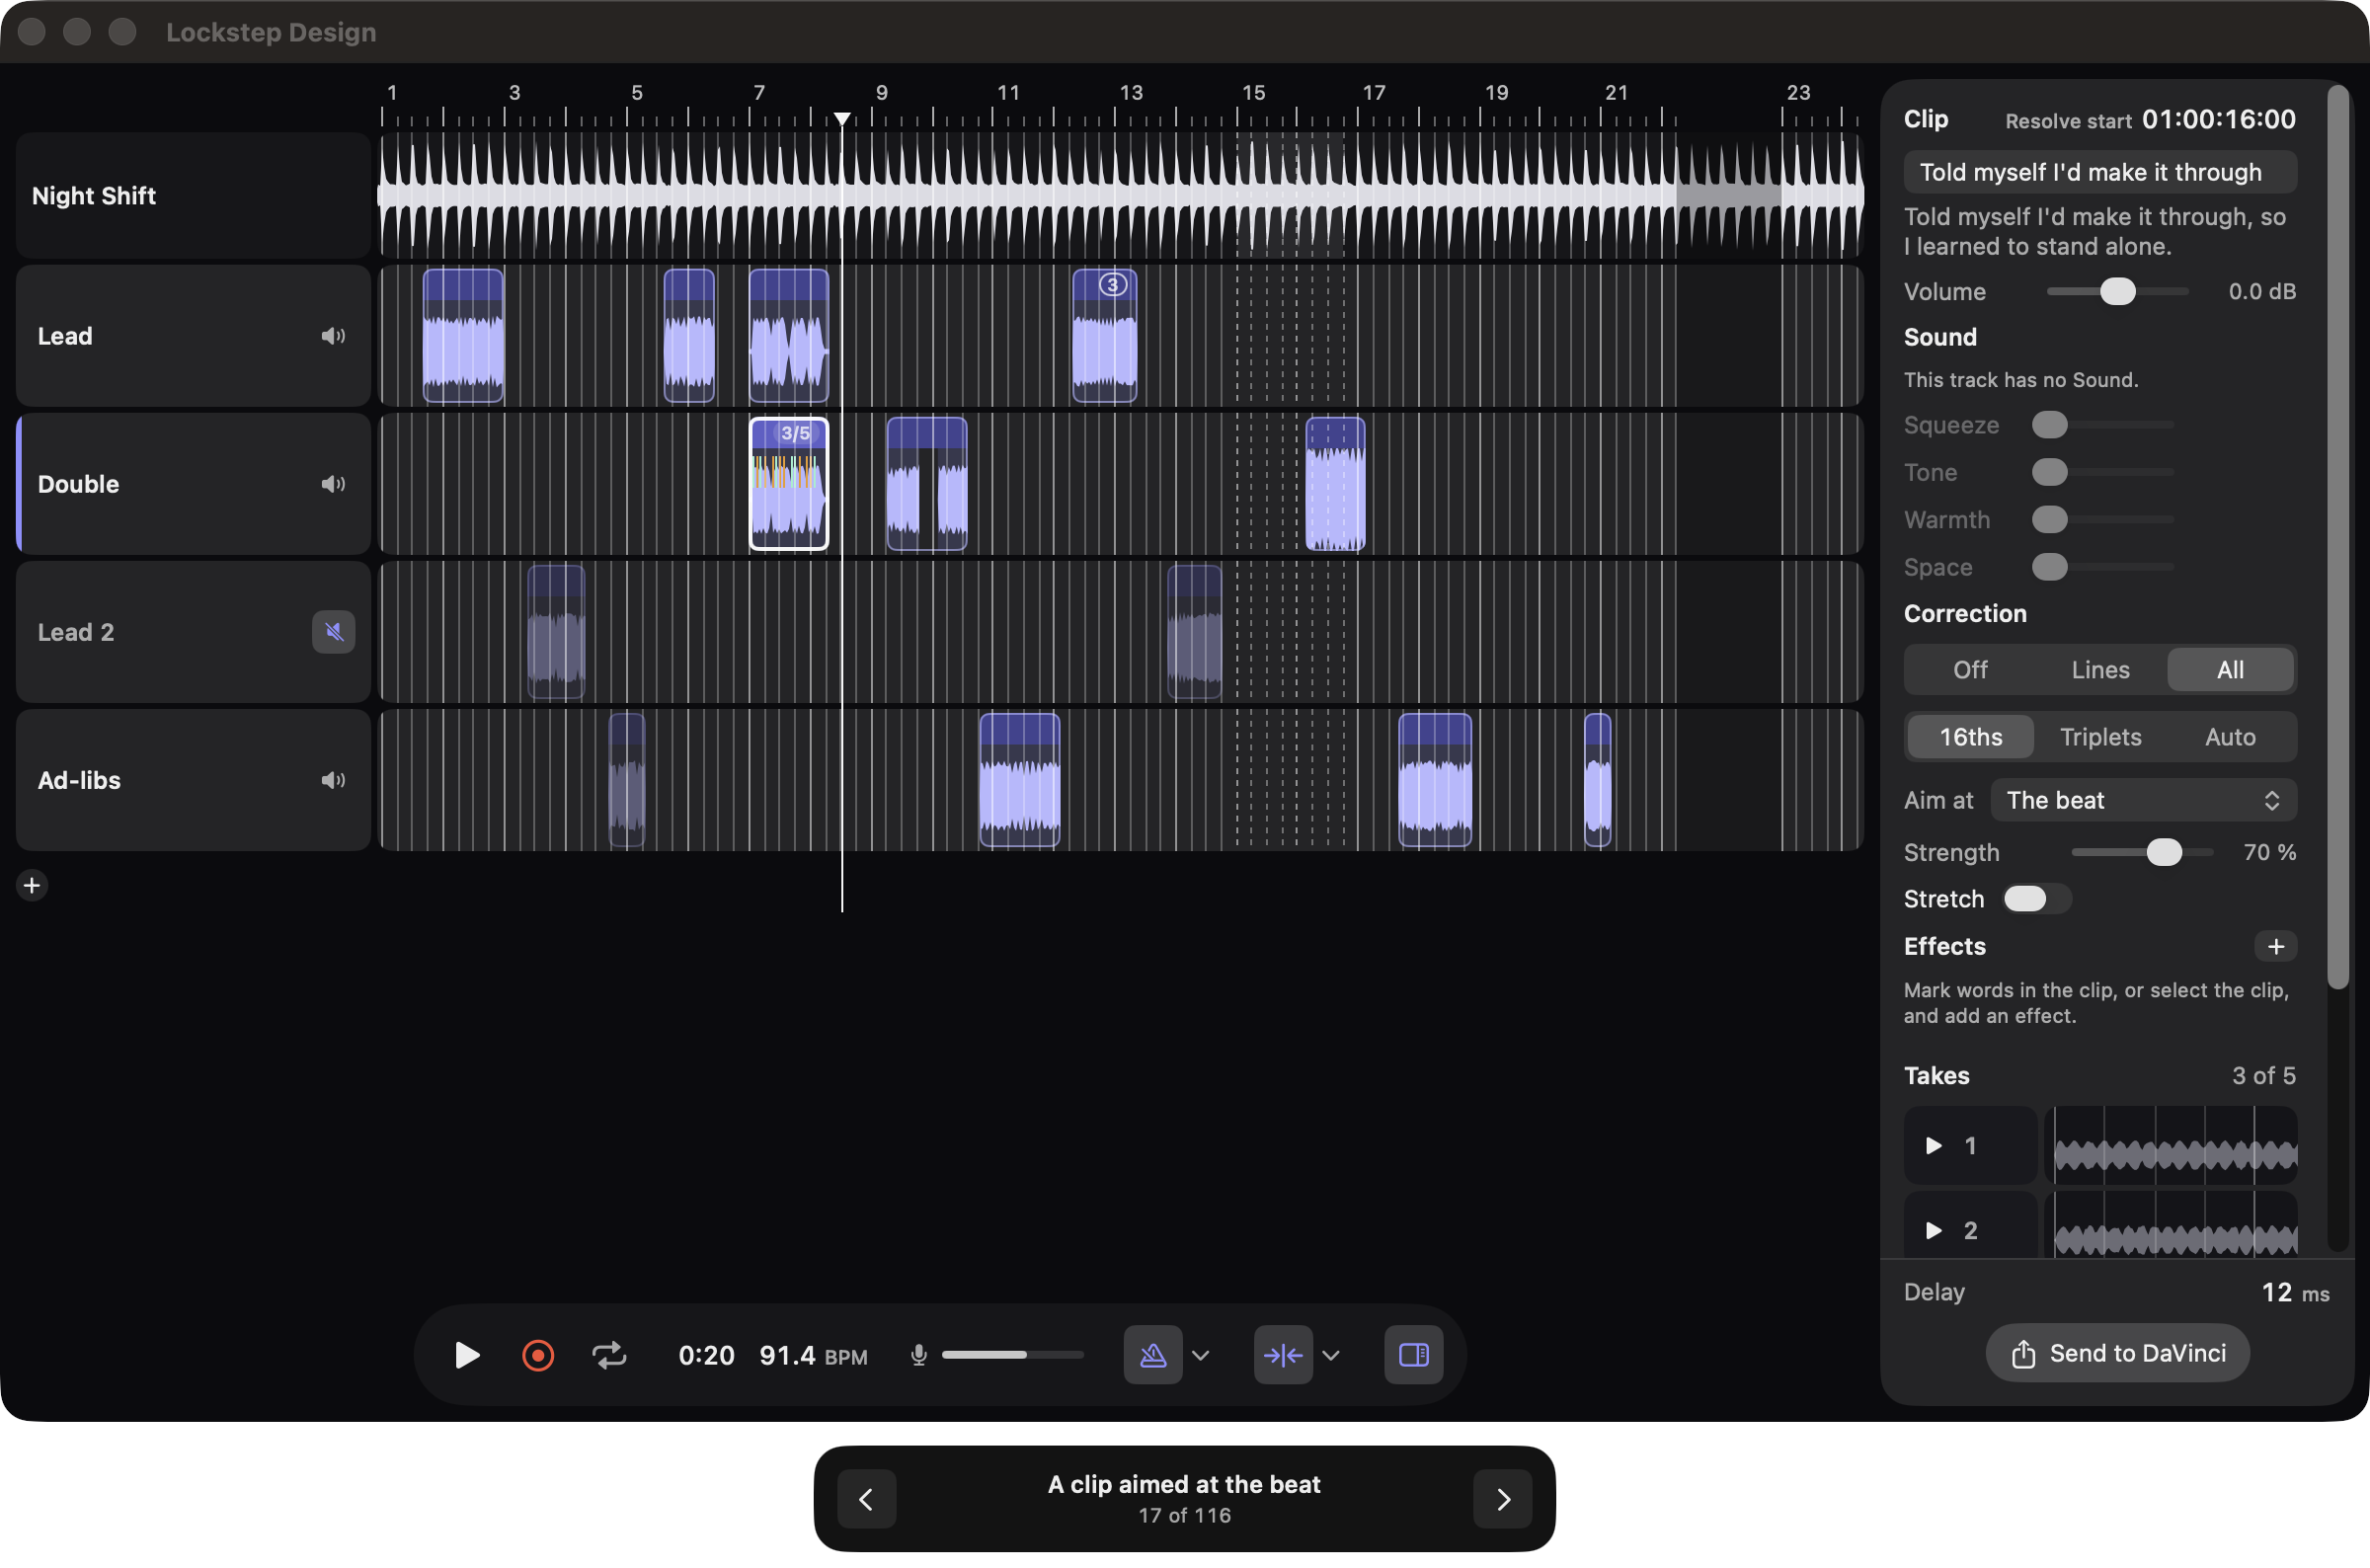 Lockstep Design
1 3 5 7 9 11 13 15 17 19 21 23
Night Shift
Lead
3
Double
3/5
Lead 2
Ad-libs
0:20 91.4 BPM
Clip Resolve start 01:00:16:00
Told myself I'd make it through
Told myself I'd make it through, so
I learned to stand alone.
Volume 0.0 dB
Sound
This track has no Sound.
Squeeze
Tone
Warmth
Space
Correction
Off Lines All
16ths Triplets Auto
Aim at The beat
Strength 70 %
Stretch
Effects
Mark words in the clip, or select the clip,
and add an effect.
Takes 3 of 5
1
2
Delay 12 ms
Send to DaVinci
A clip aimed at the beat
17 of 116